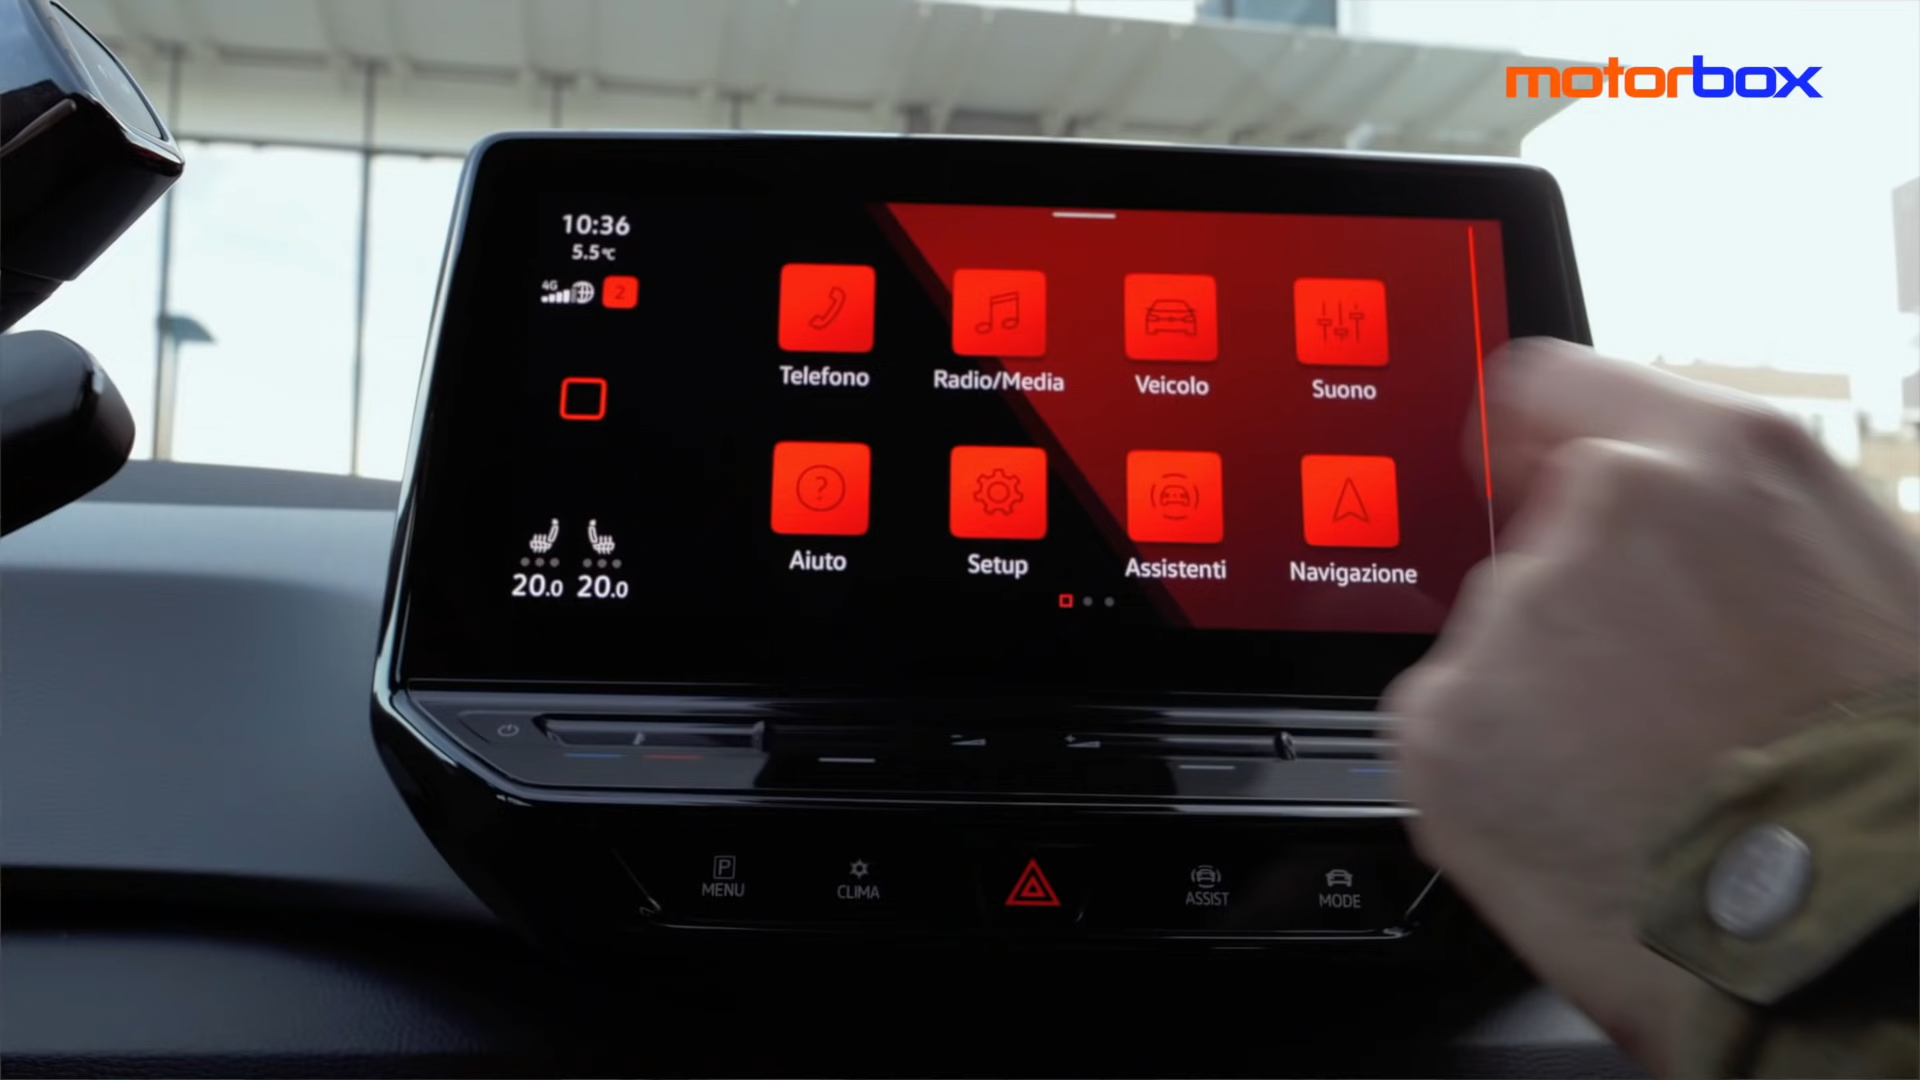 motorbox
10:36
5.5°C
4G
2
Telefono
Radio/Media
Veicolo
Suono
?
Aiuto
Setup
Assistenti
Navigazione
20.0 20.0
P
MENU
CLIMA
ASSIST
MODE